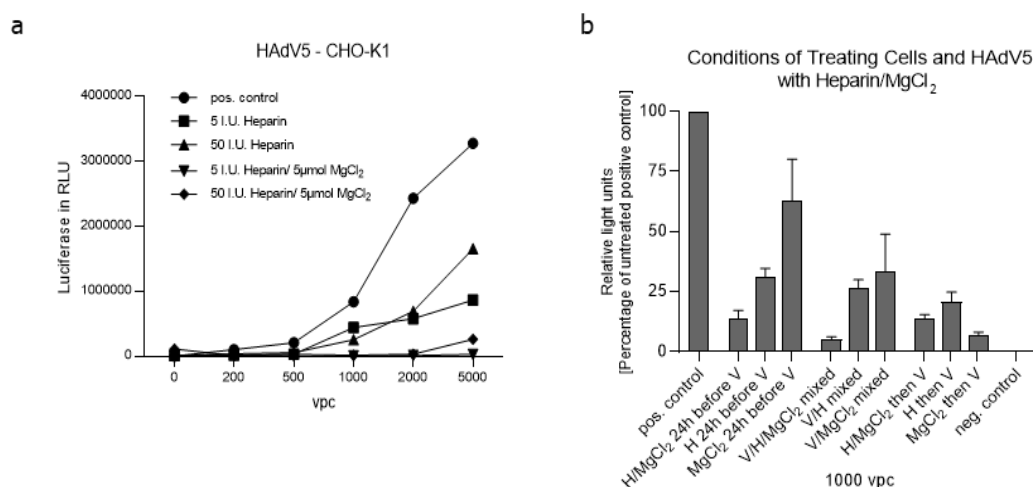 a
HAdV5 - CHO-K1
Luciferase in RLU
4000000
3000000
2000000
1000000
0
pos. control
5 I.U. Heparin
50 I.U. Heparin
5 I.U. Heparin/ 5µmol MgCl2
50 I.U. Heparin/ 5µmol MgCl2
0 200 500 1000 2000 5000
vpc
b
Conditions of Treating Cells and HAdV5
with Heparin/MgCl2
Relative light units
[Percentage of untreated positive control]
100
75
50
25
0
pos. control
H/MgCl2 24h before V
H 24h before V
MgCl2 24h before V
V/H/MgCl2 mixed
V/H mixed
V/MgCl2 mixed
H/MgCl2 then V
H then V
MgCl2 then V
neg. control
1000 vpc